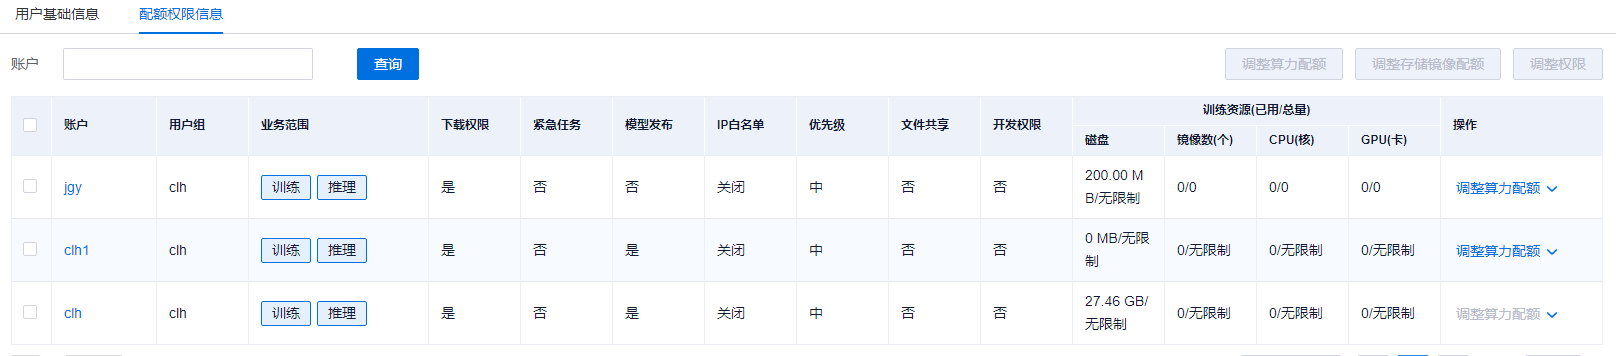 用户基础信息 配额权限信息
账户 查询 调整算力配额 调整存储镜像配额 调整权限
账户 用户组 业务范围 下载权限 紧急任务 模型发布 IP白名单 优先级 文件共享 开发权限 训练资源(已用/总量) 操作
磁盘 镜像数(个) CPU(核) GPU(卡)
jgy clh 训练 推理 是 否 否 关闭 中 否 否 200.00 M 0/0 0/0 0/0 调整算力配额
B/无限制
clh1 clh 训练 推理 是 否 是 关闭 中 否 否 0 MB/无限 0/无限制 0/无限制 0/无限制 调整算力配额
制
clh clh 训练 推理 是 否 是 关闭 中 否 否 27.46 GB/ 0/无限制 0/无限制 0/无限制 调整算力配额
无限制